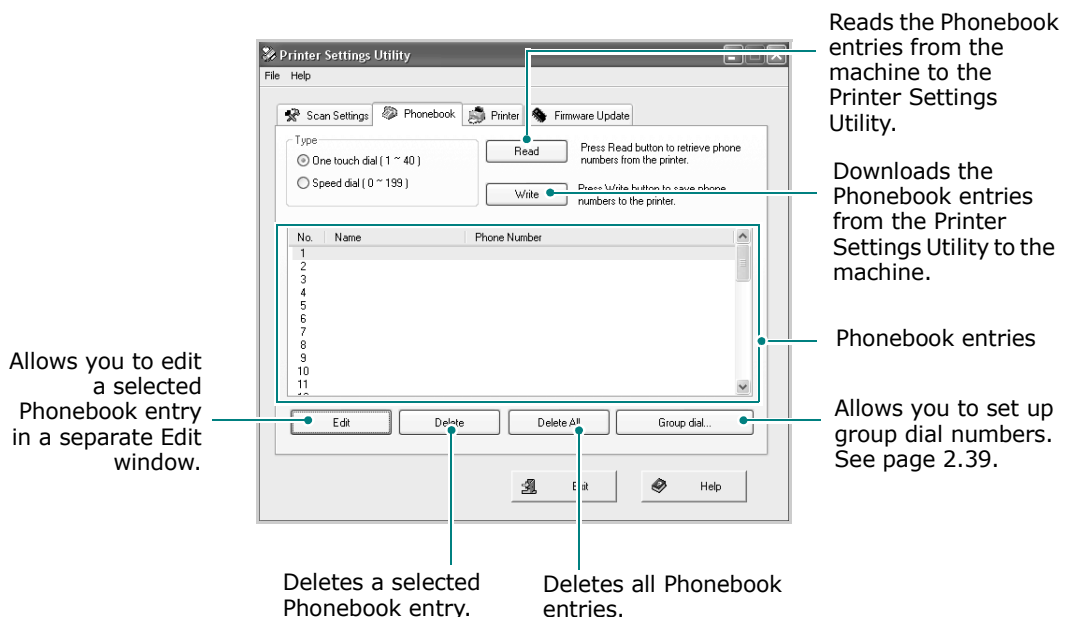 Reads the Phonebook
entries from the
machine to the
Printer Settings
Utility.
Printer Settings Utility
File Help
Scan Settings Phonebook Printer Firmware Update
Type
One touch dial ( 1 ~ 40 )
Speed dial ( 0 ~ 199 )
Read
Press Read button to retrieve phone
numbers from the printer.
Write
Press Write button to save phone
numbers to the printer.
Downloads the
Phonebook entries
from the Printer
Settings Utility to the
machine.
No. Name Phone Number
1
2
3
4
5
6
7
8
9
10
11
Phonebook entries
Allows you to edit
a selected
Phonebook entry
in a separate Edit
window.
Edit Delete Delete All Group dial...
Allows you to set up
group dial numbers.
See page 2.39.
Exit Help
Deletes a selected
Phonebook entry.
Deletes all Phonebook
entries.